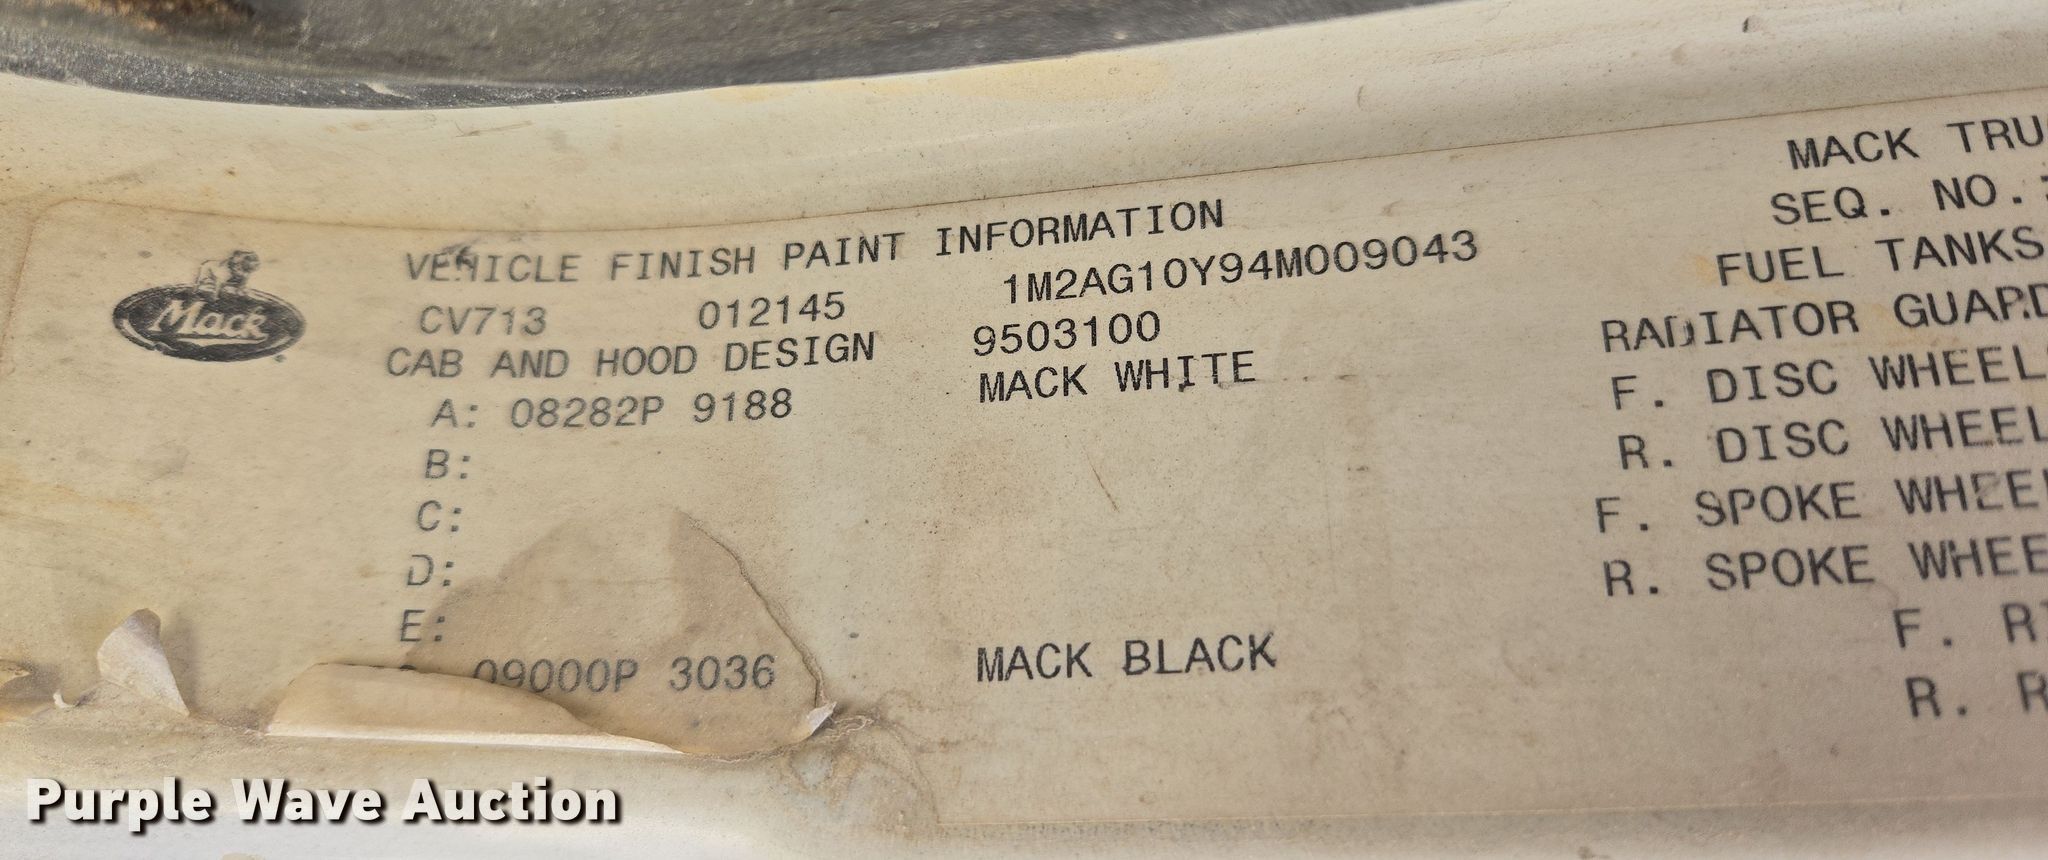 Mack
VEHICLE FINISH PAINT INFORMATION
CV713 012145 1M2AG10Y94M009043
CAB AND HOOD DESIGN 9503100
A: 08282P 9188 MACK WHITE
B:
C:
D:
E:
09000P 3036 MACK BLACK
MACK TRU
SEQ. NO.
FUEL TANKS
RADIATOR GUARD
F. DISC WHEELS
R. DISC WHEEL
F. SPOKE WHEE
R. SPOKE WHEE
F. R
R. R
Purple Wave Auction